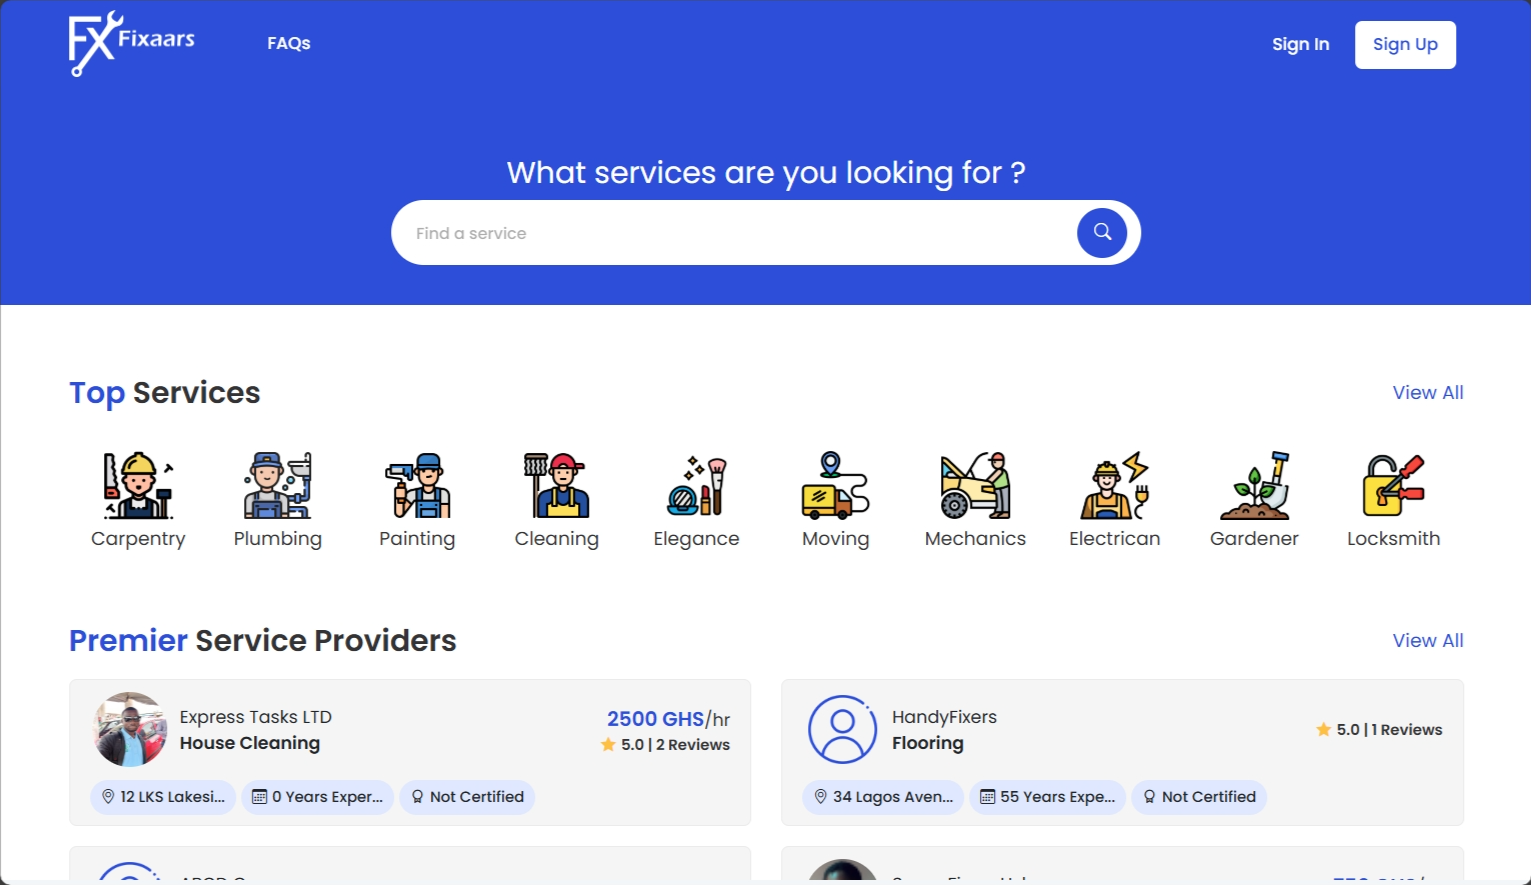 FX Fixaars
FAQs
Sign In
Sign Up
What services are you looking for ?
Find a service
Top Services
View All
Carpentry
Plumbing
Painting
Cleaning
Elegance
Moving
Mechanics
Electrican
Gardener
Locksmith
Premier Service Providers
View All
Express Tasks LTD
House Cleaning
2500 GHS/hr
5.0 | 2 Reviews
12 LKS Lakesi...
0 Years Exper...
Not Certified
HandyFixers
Flooring
5.0 | 1 Reviews
34 Lagos Aven...
55 Years Expe...
Not Certified